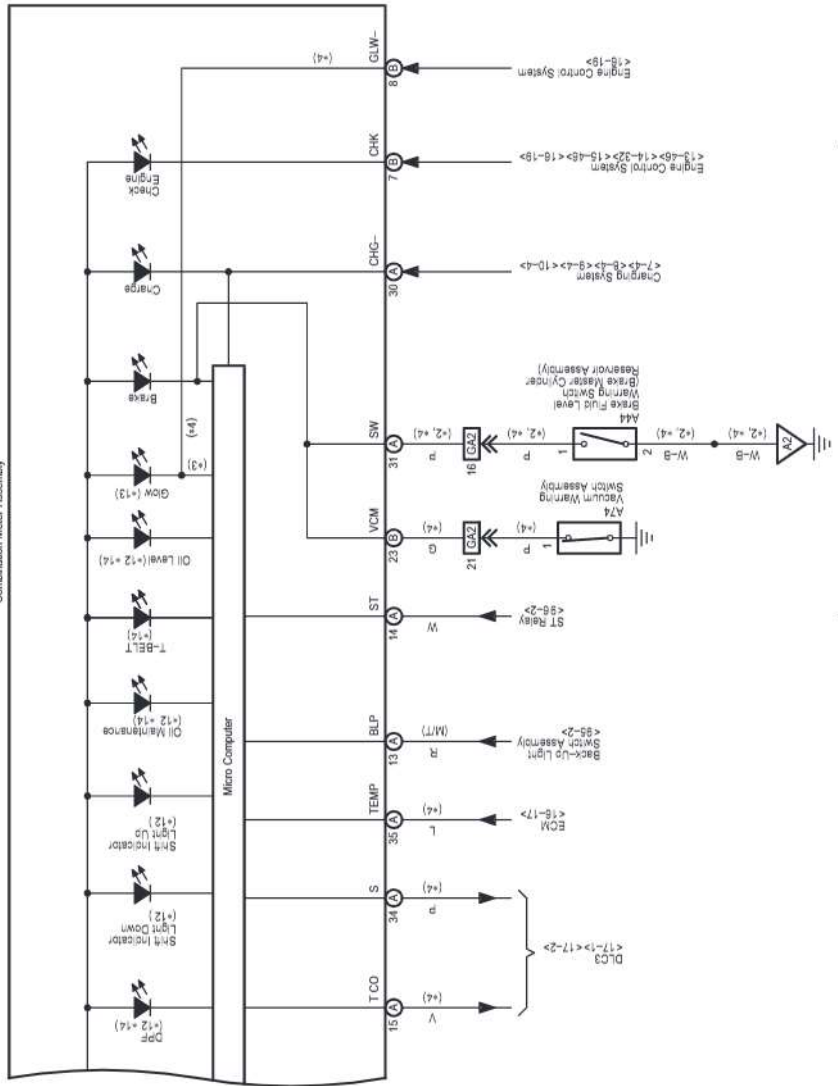 Combination Meter Assembly
(*4)
GLW−
8
B
Engine Control System
<16−19>
Check
Engine
CHK
7
B
Engine Control System
<13−46><14−32><15−46><16−19>
Charge
CHG−
30
A
Charging System
<7−4><8−4><9−4><10−4>
Brake
(*4)
(*3)
SW
31
A
P
(*2, *4)
16
GA2
P
(*2, *4)
1
2
A44
Brake Fluid Level
Warning Switch
(Brake Master Cylinder
Reservoir Assembly)
W−B
(*2, *4)
W−B
(*2, *4)
A2
Glow (*13)
Oil Level (*12 *14)
VCM
23
B
G
(*4)
21
GA2
P
(*4)
1
A74
Vacuum Warning
Switch Assembly
T−BELT
(*14)
ST
14
A
W
ST Relay
<96−2>
Oil Maintenance
(*12 *14)
Micro Computer
BLP
13
A
R
(M/T)
Back−Up Light
Switch Assembly
<95−2>
Shift Indicator
Light Up
(*12)
TEMP
35
A
L
(*4)
ECM
<16−17>
Shift Indicator
Light Down
(*12)
S
34
A
P
(*4)
DLC3
<17−1><17−2>
DPF
(*12 *14)
T CO
15
A
V
(*4)